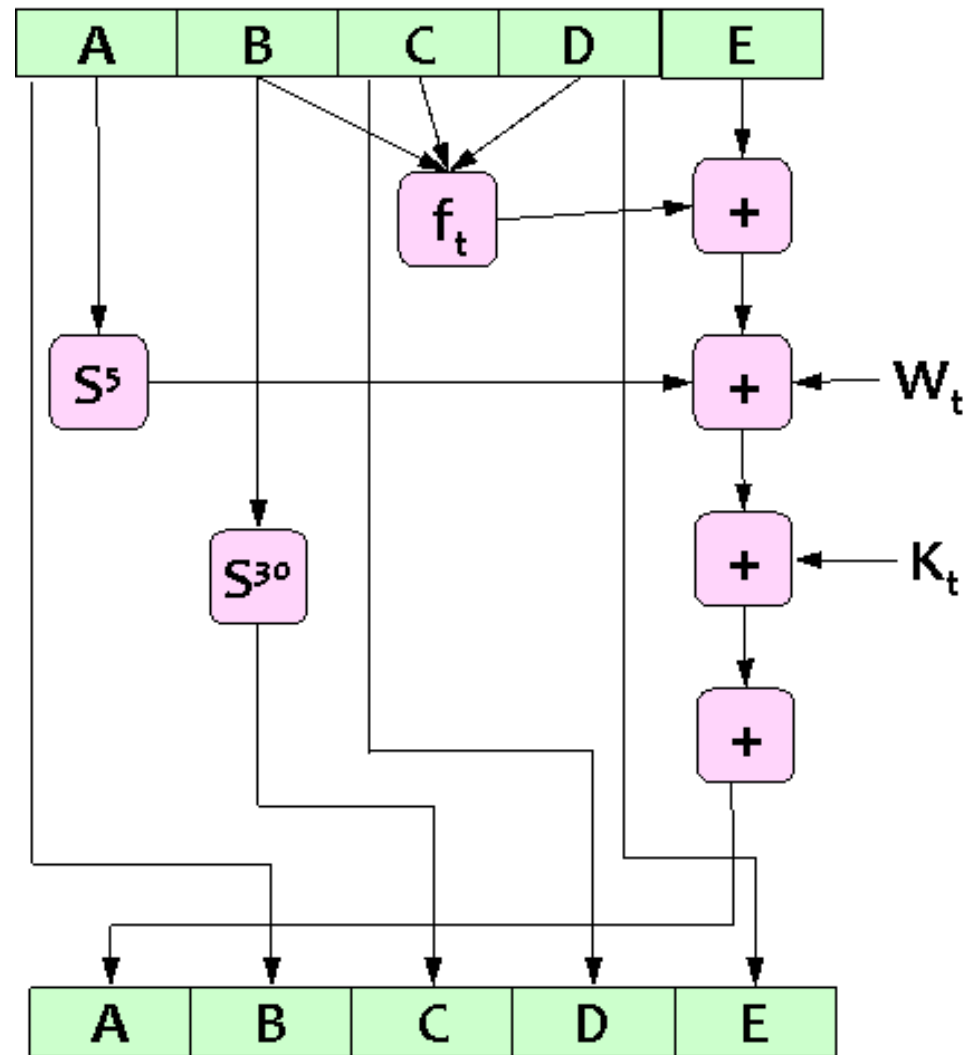 A B C D E
f_t +
S⁵ + W_t
S³⁰ + K_t
+
A B C D E